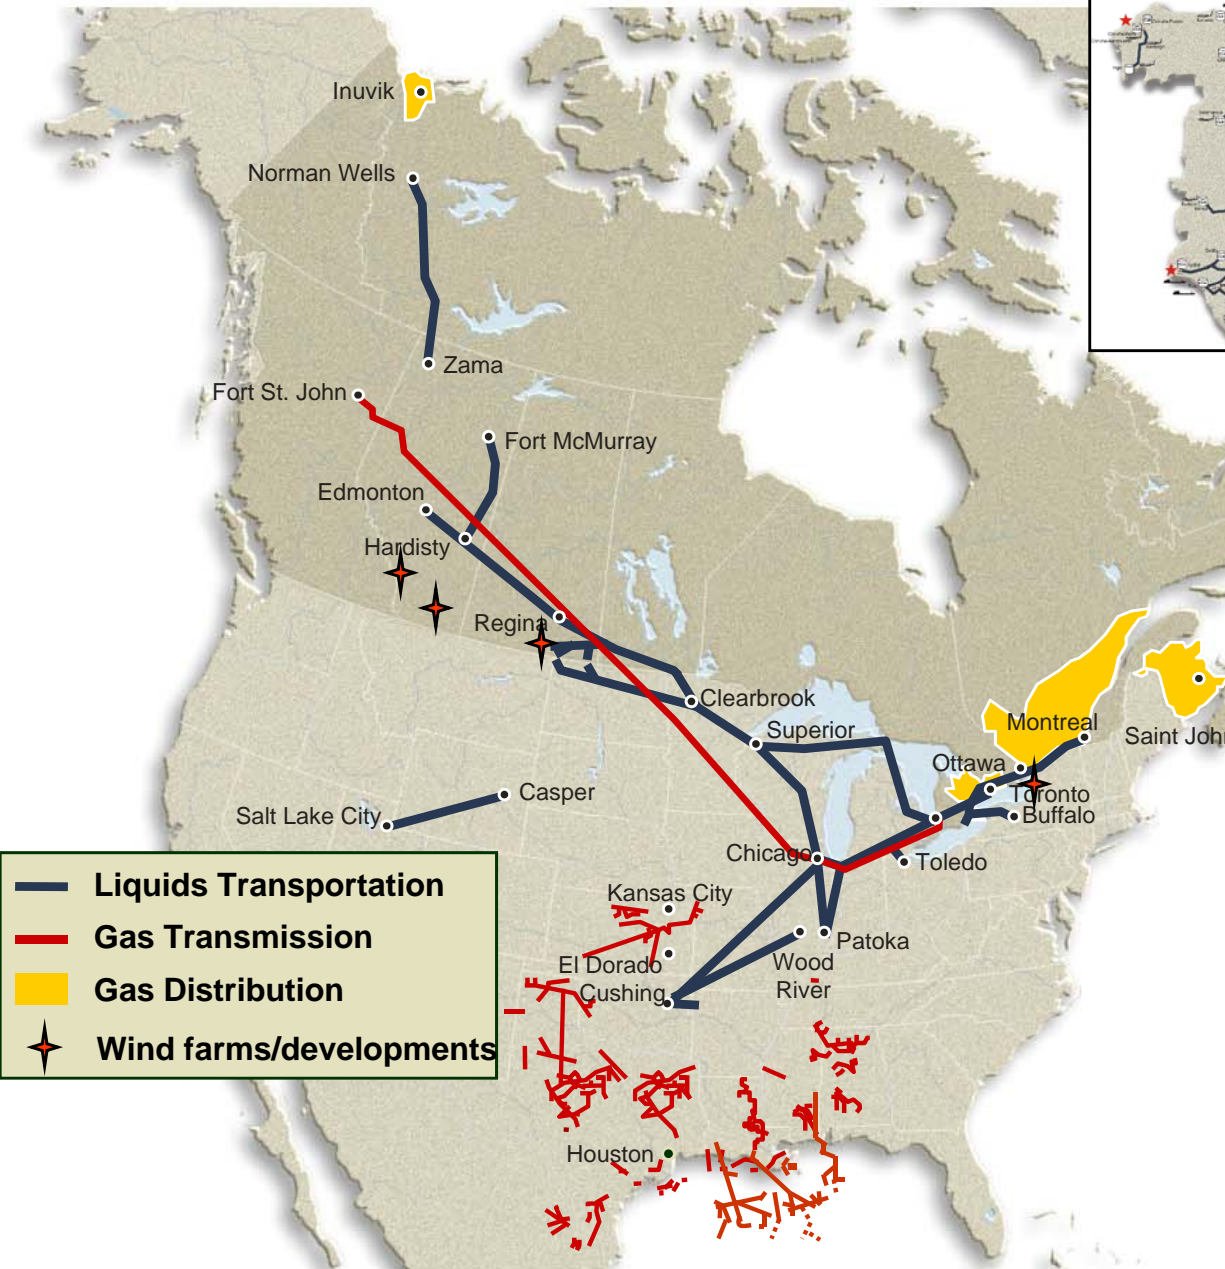 Inuvik
Norman Wells
Zama
Fort St. John
Fort McMurray
Edmonton
Hardisty
Regina
Clearbrook
Superior
Montreal
Saint John
Ottawa
Toronto
Buffalo
Casper
Salt Lake City
Chicago
Toledo
Kansas City
Patoka
El Dorado
Wood
River
Cushing
Houston
Liquids Transportation
Gas Transmission
Gas Distribution
Wind farms/developments